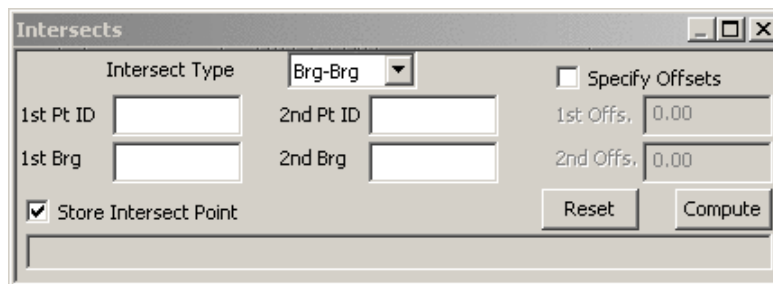 Intersects
Intersect Type Brg-Brg Specify Offsets
1st Pt ID 2nd Pt ID 1st Offs. 0.00
1st Brg 2nd Brg 2nd Offs. 0.00
Store Intersect Point Reset Compute